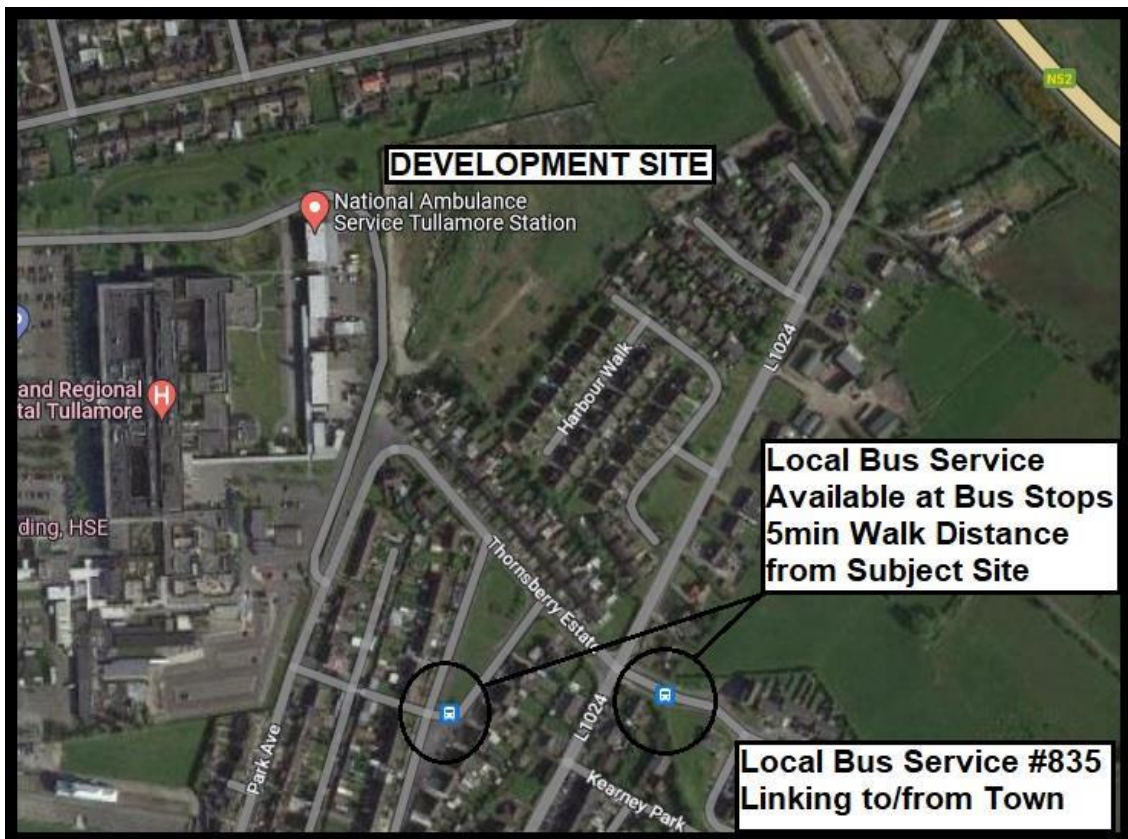 N52
DEVELOPMENT SITE
National Ambulance
Service Tullamore Station
L1024
and Regional
tal Tullamore
H
Harbour Walk
Local Bus Service
Available at Bus Stops
5min Walk Distance
from Subject Site
ding, HSE
Thornsberry Estate
L1024
Park Ave
Kearney Park
Local Bus Service #835
Linking to/from Town